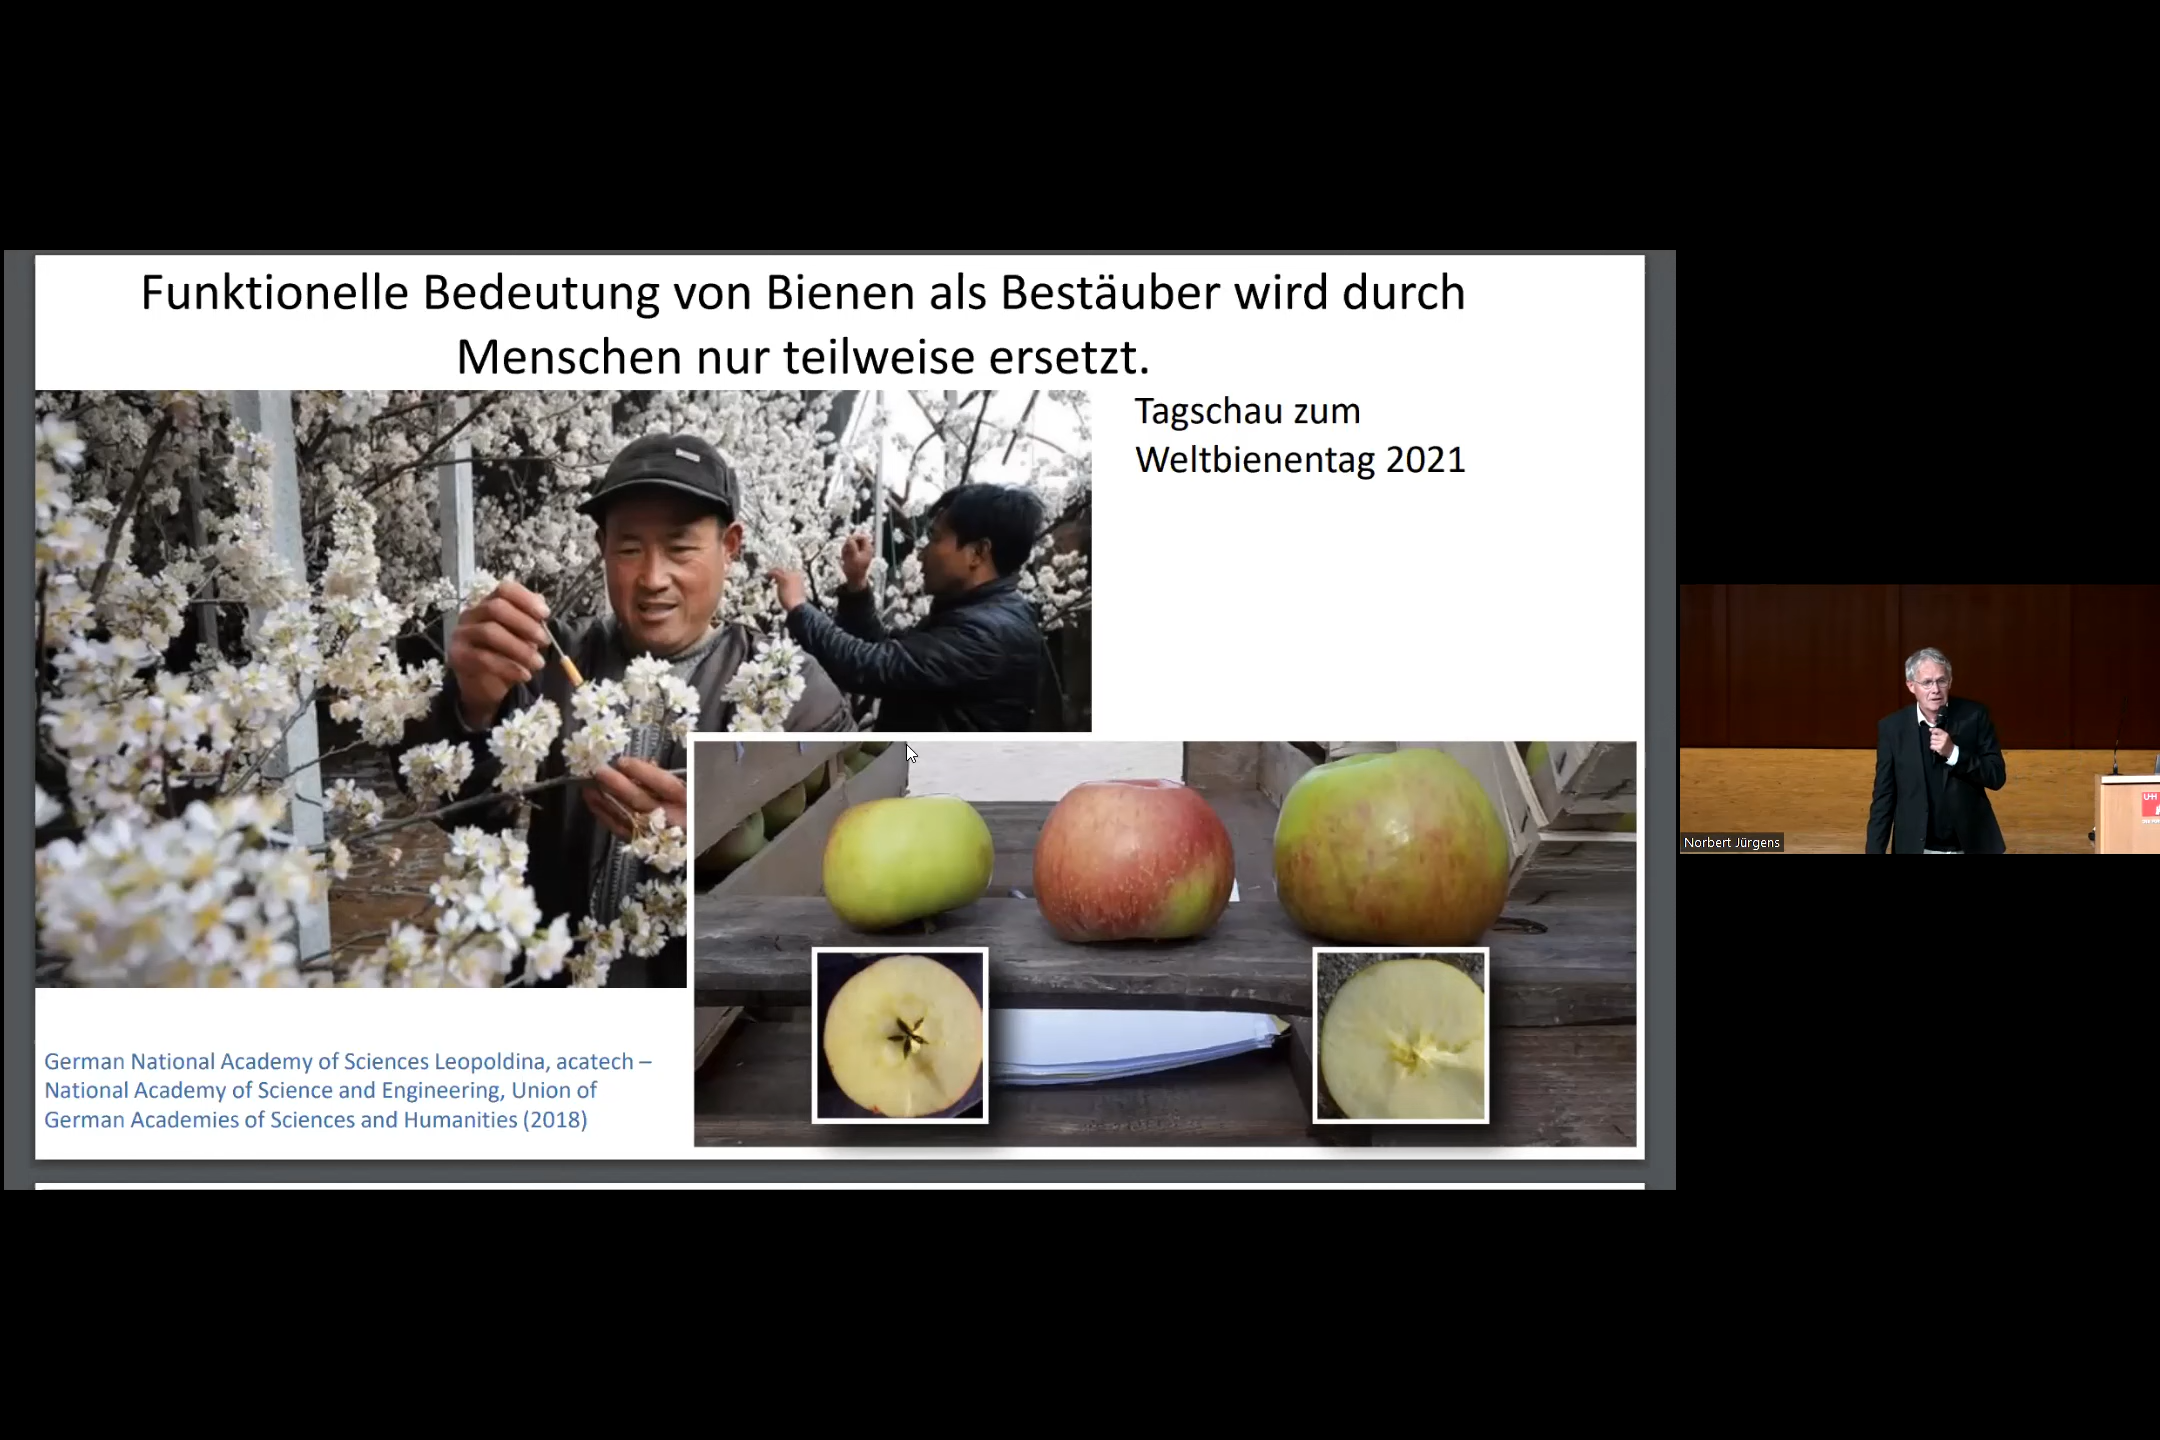 Funktionelle Bedeutung von Bienen als Bestäuber wird durch
Menschen nur teilweise ersetzt.
Tagschau zum
Weltbienentag 2021
German National Academy of Sciences Leopoldina, acatech –
National Academy of Science and Engineering, Union of
German Academies of Sciences and Humanities (2018)
Norbert Jürgens
UHH